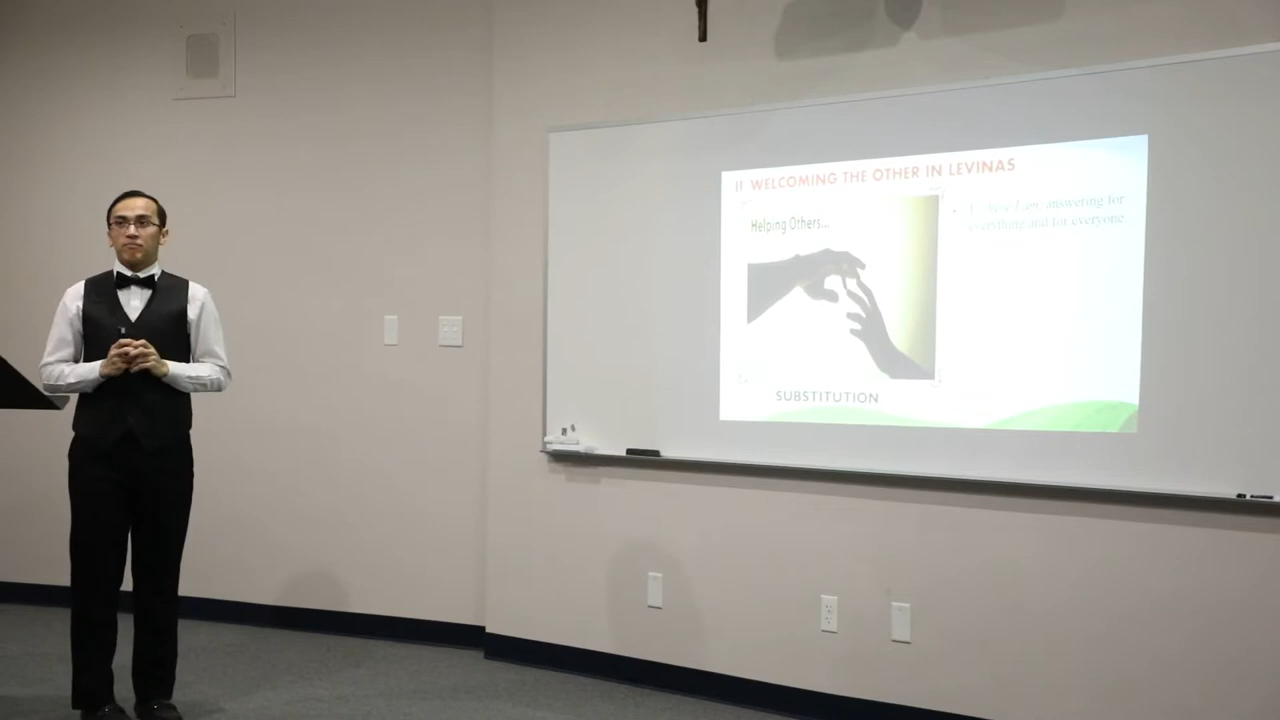 II WELCOMING THE OTHER IN LEVINAS
Helping Others...
answering for
everything and for everyone.
SUBSTITUTION